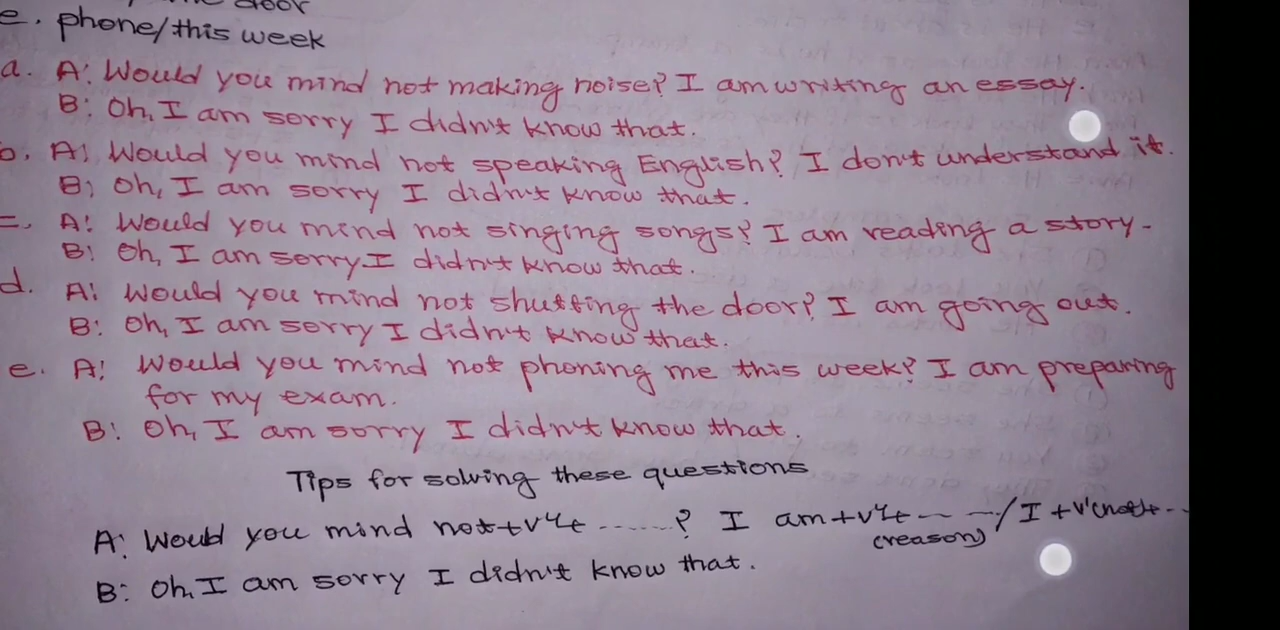 door
e. phone/this week
a. A: Would you mind not making noise? I am writing an essay.
B: Oh, I am sorry I didn't know that.
b. A: Would you mind not speaking English? I don't understand it.
B: Oh, I am sorry I didn't know that.
c. A: Would you mind not singing songs? I am reading a story.
B: Oh, I am sorry I didn't know that.
d. A: Would you mind not shutting the door? I am going out.
B: Oh, I am sorry I didn't know that.
e. A: Would you mind not phoning me this week? I am preparing
for my exam.
B: Oh, I am sorry I didn't know that.
Tips for solving these questions
A: Would you mind not+v⁴+ ......? I am+v⁴+ --- --/I +v¹(not)+--
(reason)
B: Oh, I am sorry I didn't know that.